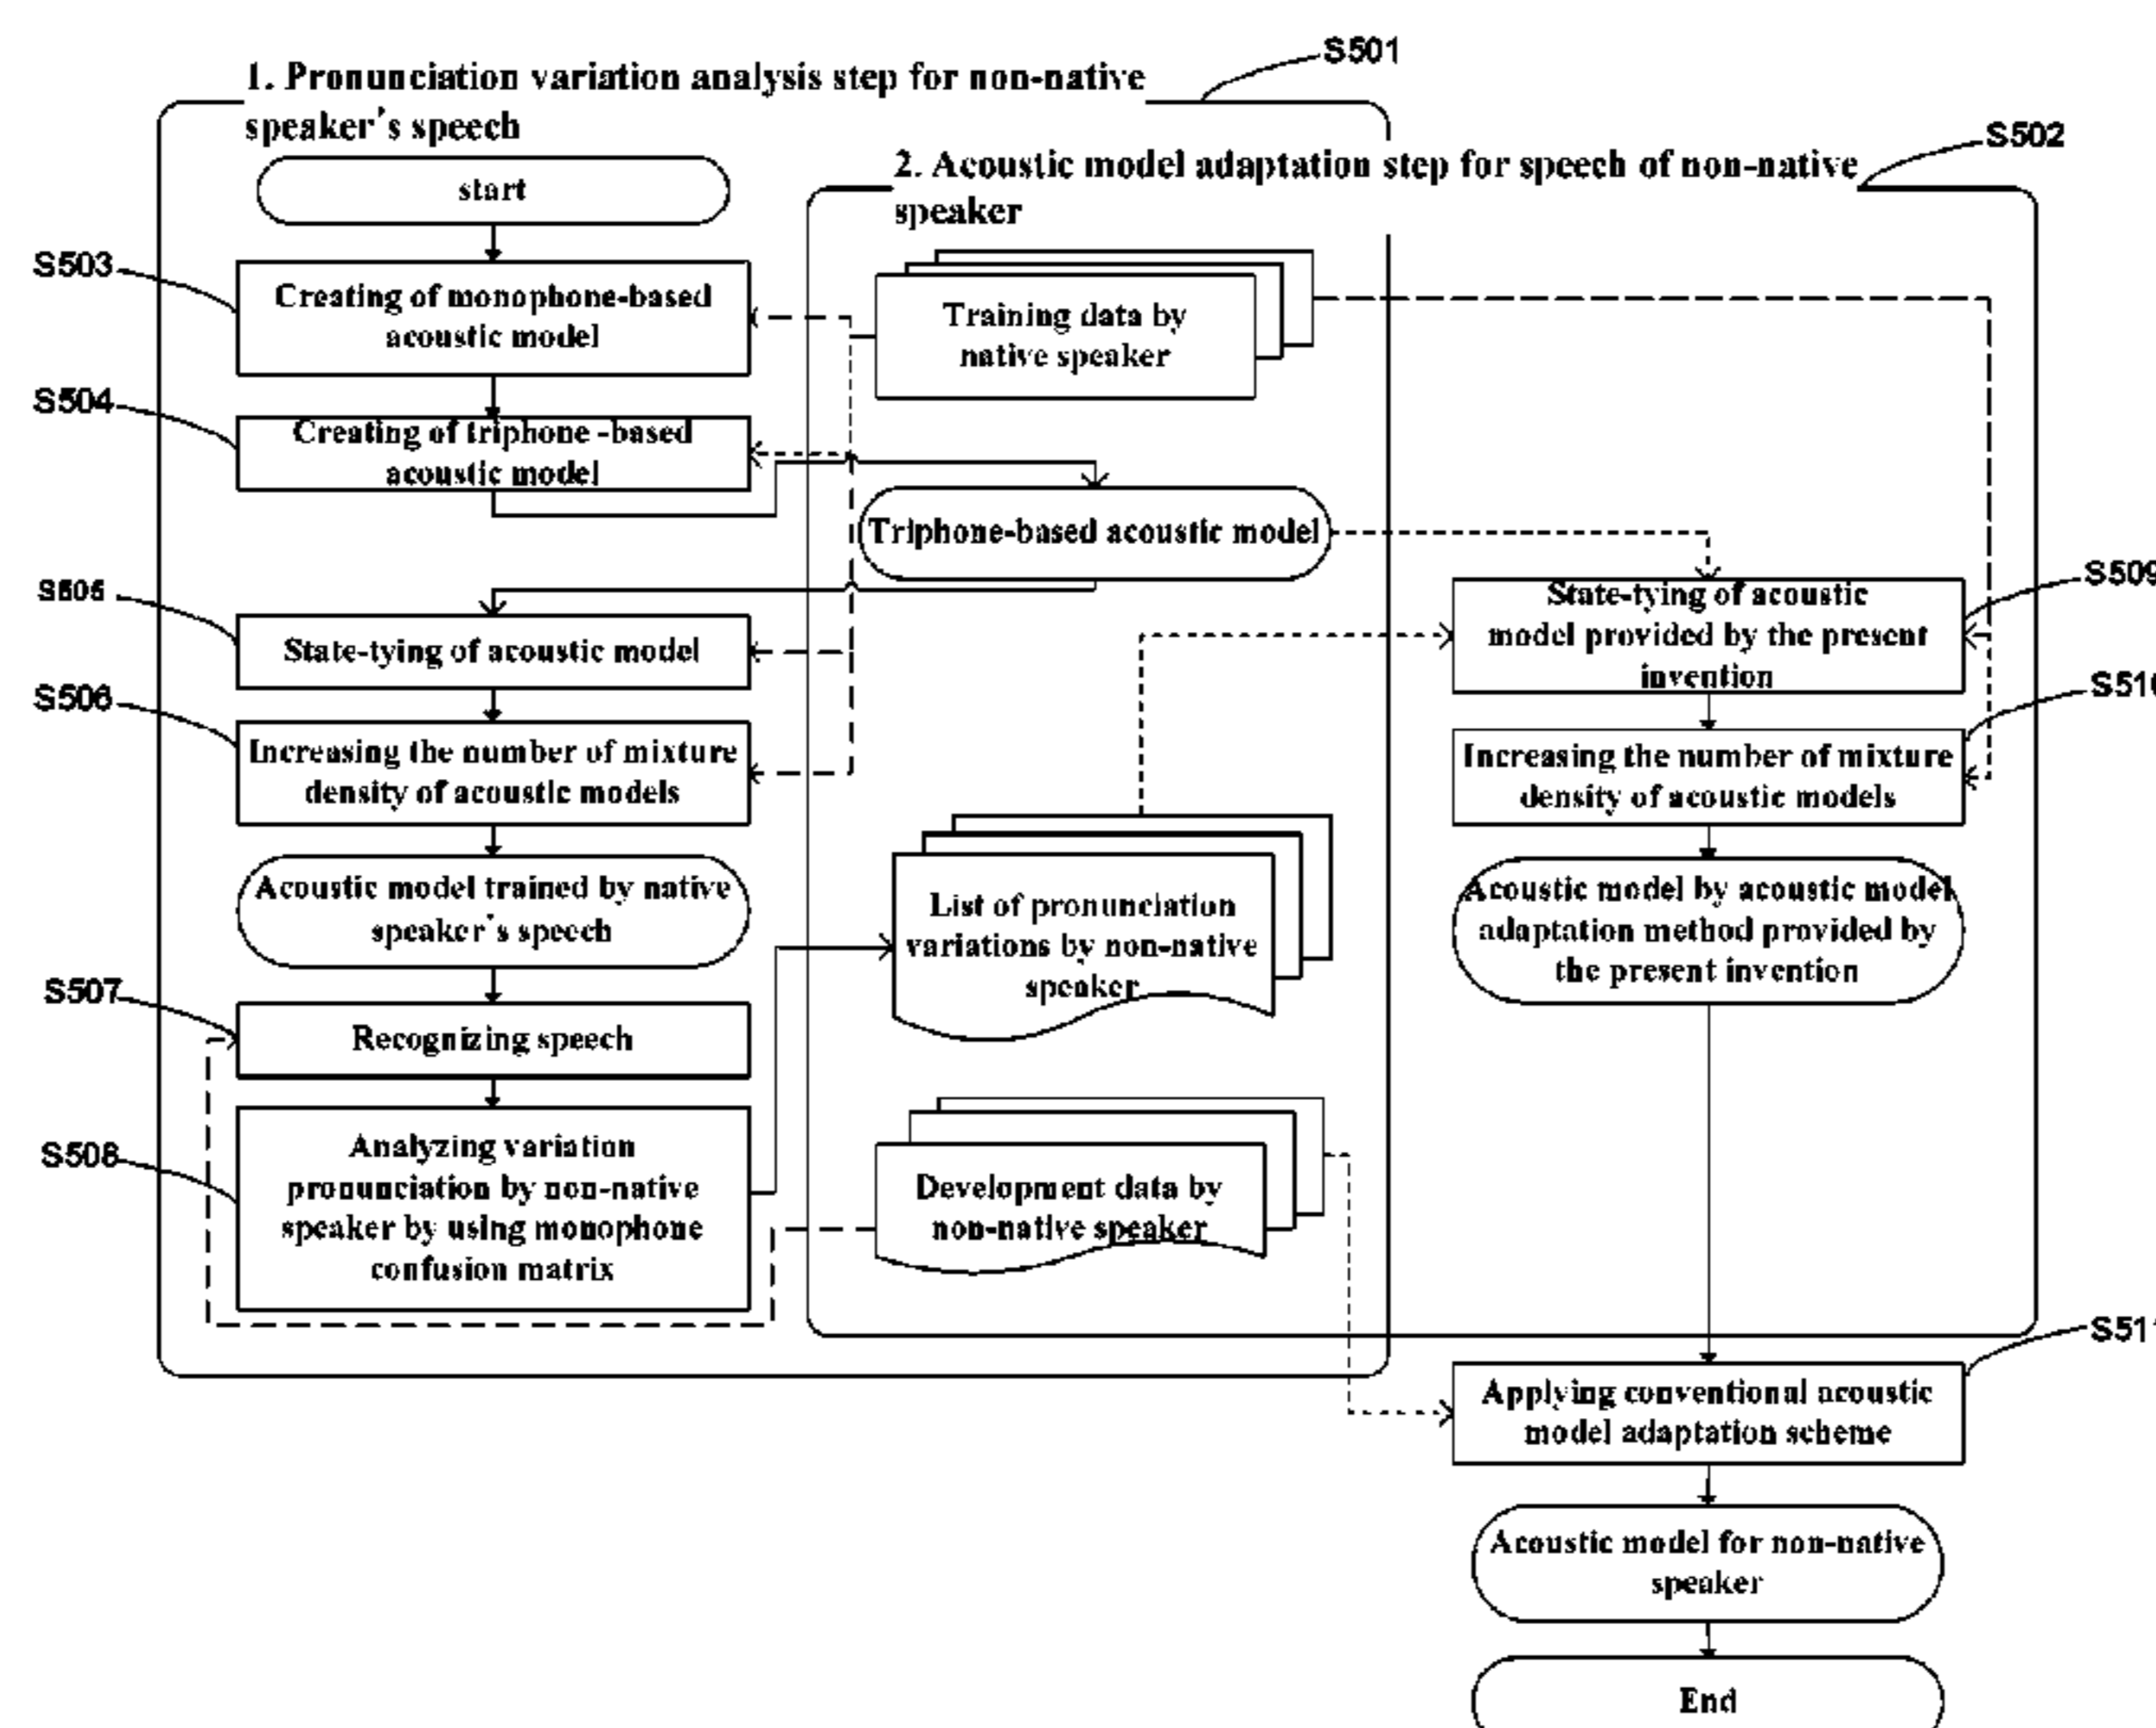 S501
1. Pronunciation variation analysis step for non-native
speaker's speech
S502
2. Acoustic model adaptation step for speech of non-native
speaker
start
S503
Creating of monophone-based
acoustic model
Training data by
native speaker
S504
Creating of triphone -based
acoustic model
Triphone-based acoustic model
S505
State-tying of acoustic model
S509
State-tying of acoustic
model provided by the present
invention
S506
Increasing the number of mixture
density of acoustic models
S510
Increasing the number of mixture
density of acoustic models
Acoustic model trained by native
speaker's speech
List of pronunciation
variations by non-native
speaker
Acoustic model by acoustic model
adaptation method provided by
the present invention
S507
Recognizing speech
S508
Analyzing variation
pronunciation by non-native
speaker by using monophone
confusion matrix
Development data by
non-native speaker
S511
Applying conventional acoustic
model adaptation scheme
Acoustic model for non-native
speaker
End